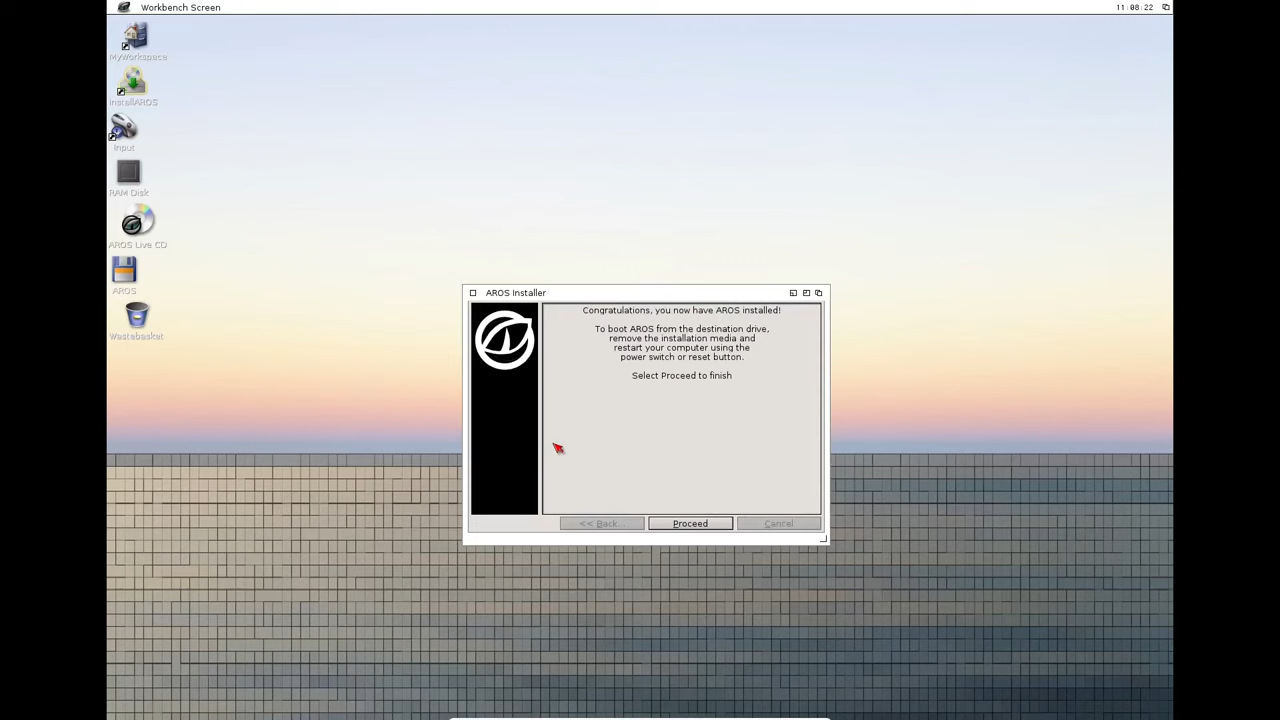 Workbench Screen
11:08:22
MyWorkspace
InstallAROS
Input
RAM Disk
AROS Live CD
AROS
Wastebasket
AROS Installer
Congratulations, you now have AROS installed!
To boot AROS from the destination drive,
remove the installation media and
restart your computer using the
power switch or reset button.
Select Proceed to finish
<< Back...
Proceed
Cancel